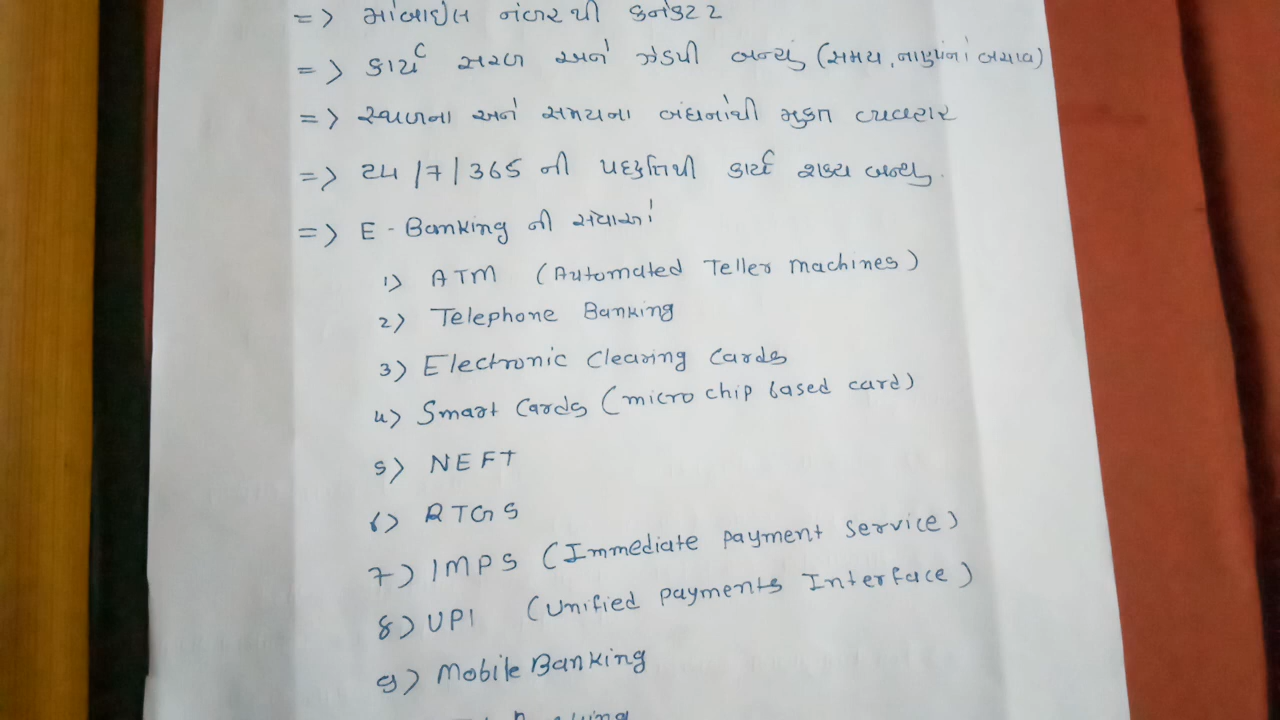 => મોબાઈલ નંબર થી કનેક્ટ
=> કાર્ય સરળ અને ઝડપી બન્યું (સમય, નાણાંનો બચાવ)
=> સ્થળના અને સમયના બંધનોથી મુક્ત વ્યવહાર
=> 24/7/365 ની પદ્ધતિથી કાર્ય શક્ય બન્યુ.
=> E-Banking ની સેવાઓ
1) ATM (Automated Teller machines)
2) Telephone Banking
3) Electronic Clearing Cards
4) Smart Cards (micro chip based card)
5) NEFT
6) RTGS
7) IMPS (Immediate payment service)
8) UPI (Unified payments Interface)
9) Mobile Banking